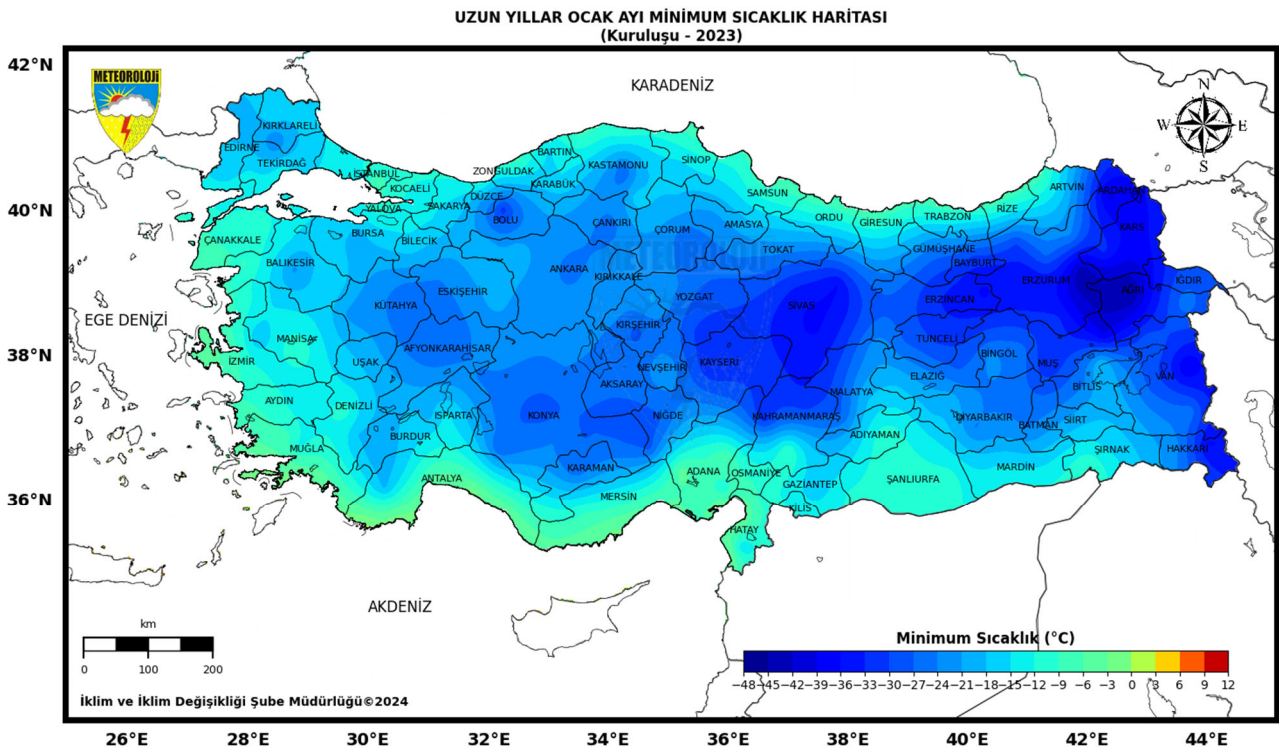 UZUN YILLAR OCAK AYI MİNİMUM SICAKLIK HARİTASI
(Kuruluşu - 2023)
42°N
40°N
38°N
36°N
METEOROLOJİ
KARADENİZ
N
W
E
S
KIRKLARELİ
EDİRNE
TEKİRDAĞ
İSTANBUL
KOCAELİ
YALOVA
SAKARYA
DÜZCE
ZONGULDAK
BARTIN
KARABÜK
KASTAMONU
SİNOP
SAMSUN
ORDU
GİRESUN
TRABZON
RİZE
ARTVİN
ARDAHAN
KARS
ÇANAKKALE
BALIKESİR
BURSA
BİLECİK
BOLU
ÇANKIRI
ÇORUM
AMASYA
TOKAT
GÜMÜŞHANE
BAYBURT
ERZURUM
AĞRI
IĞDIR
METEOROLOJİ
ANKARA
KIRIKKALE
ESKİŞEHİR
KÜTAHYA
YOZGAT
SİVAS
ERZİNCAN
EGE DENİZİ
MANİSA
İZMİR
UŞAK
AFYONKARAHİSAR
KIRŞEHİR
NEVŞEHİR
KAYSERİ
TUNCELİ
BİNGÖL
MUŞ
VAN
BİTLİS
ELAZIĞ
MALATYA
AYDIN
DENİZLİ
ISPARTA
BURDUR
KONYA
AKSARAY
NİĞDE
KAHRAMANMARAŞ
ADIYAMAN
DİYARBAKIR
BATMAN
SİİRT
ŞIRNAK
HAKKARİ
MUĞLA
ANTALYA
KARAMAN
MERSİN
ADANA
OSMANİYE
GAZİANTEP
KİLİS
ŞANLIURFA
MARDİN
HATAY
AKDENİZ
km
0 100 200
Minimum Sıcaklık (°C)
−48 −45 −42 −39 −36 −33 −30 −27 −24 −21 −18 −15 −12 −9 −6 −3 0 3 6 9 12
İklim ve İklim Değişikliği Şube Müdürlüğü©2024
26°E 28°E 30°E 32°E 34°E 36°E 38°E 40°E 42°E 44°E